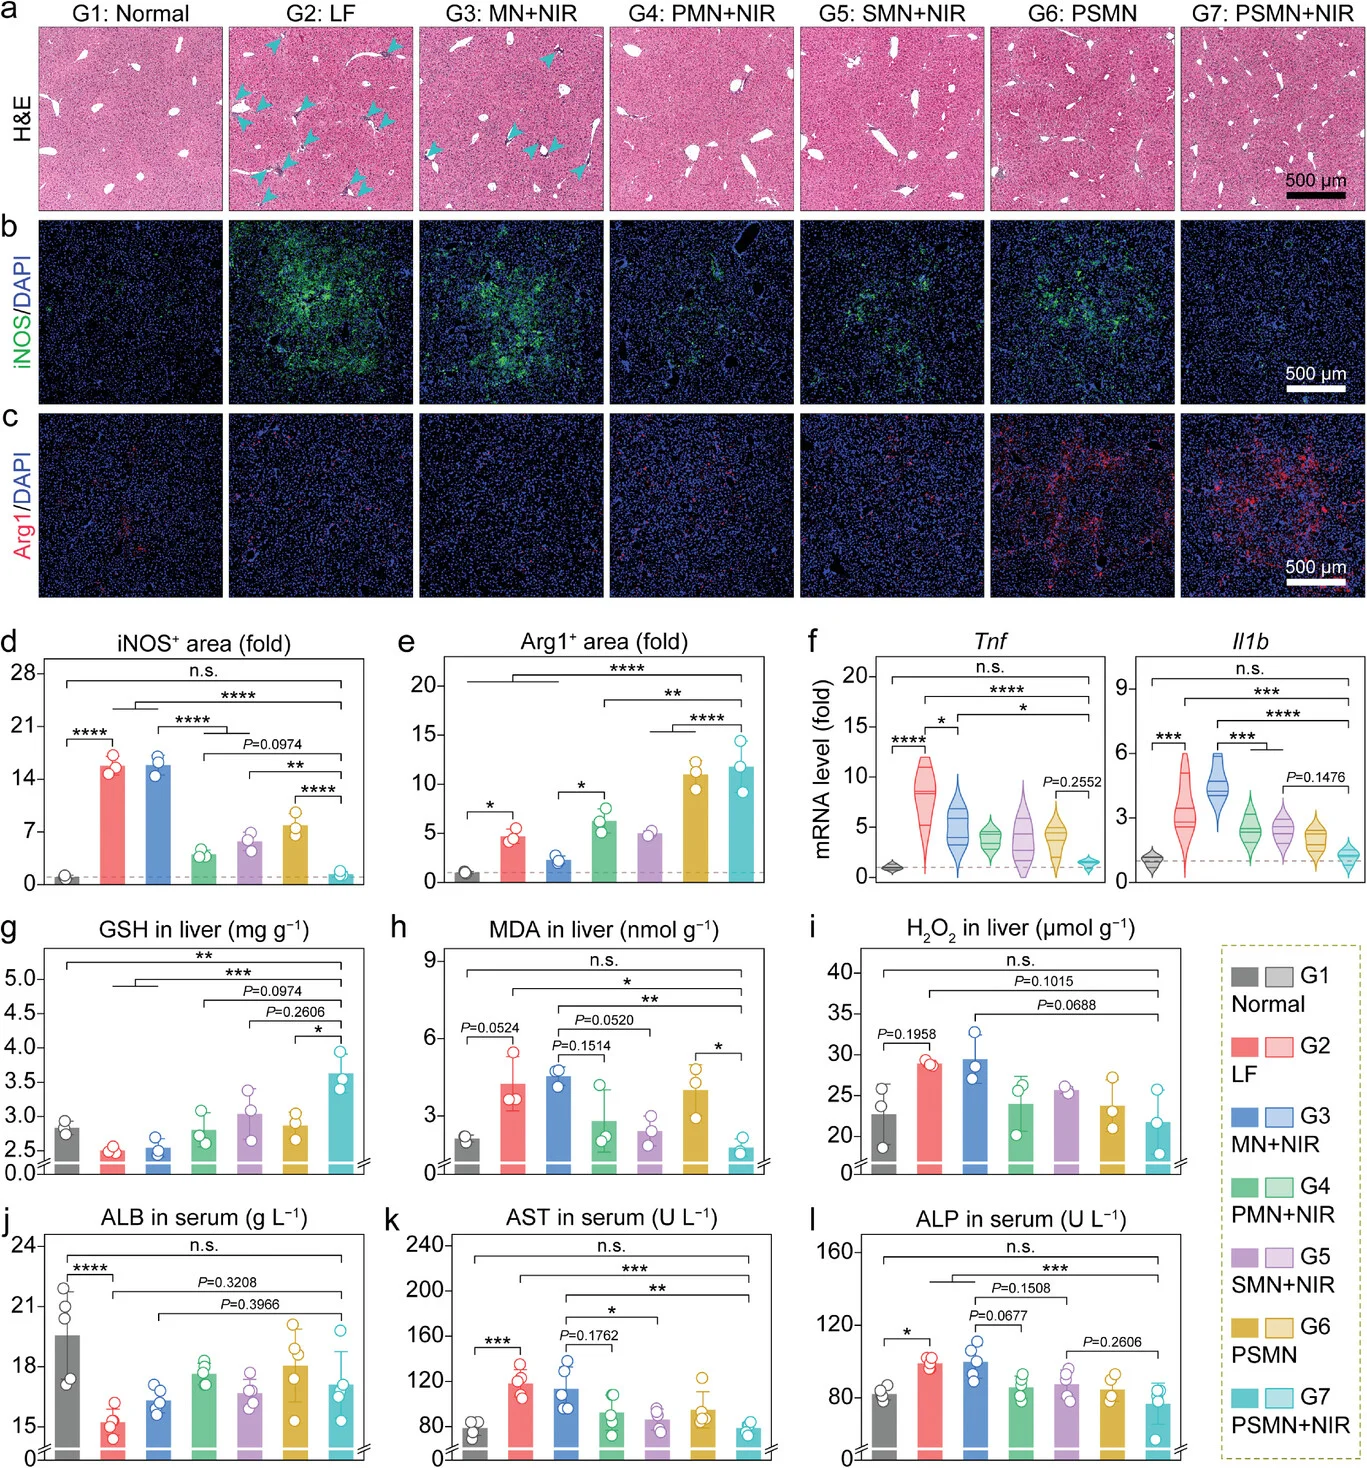 a
G1: Normal
G2: LF
G3: MN+NIR
G4: PMN+NIR
G5: SMN+NIR
G6: PSMN
G7: PSMN+NIR
H&E
500 µm
b
iNOS/DAPI
500 µm
c
Arg1/DAPI
500 µm
d
iNOS⁺ area (fold)
28
21
14
7
0
n.s.
****
****
****
P=0.0974
**
****
e
Arg1⁺ area (fold)
20
15
10
5
0
****
**
****
*
*
f
mRNA level (fold)
Tnf
20
15
10
5
0
n.s.
****
*
*
****
P=0.2552
Il1b
9
6
3
0
n.s.
***
****
***
***
P=0.1476
g
GSH in liver (mg g⁻¹)
5.0
4.5
4.0
3.5
3.0
2.5
0.0
**
***
P=0.0974
P=0.2606
*
h
MDA in liver (nmol g⁻¹)
9
6
3
0
n.s.
*
**
P=0.0520
P=0.0524
P=0.1514
*
i
H₂O₂ in liver (µmol g⁻¹)
40
35
30
25
20
0
n.s.
P=0.1015
P=0.0688
P=0.1958
j
ALB in serum (g L⁻¹)
24
21
18
15
0
n.s.
****
P=0.3208
P=0.3966
k
AST in serum (U L⁻¹)
240
200
160
120
80
0
n.s.
***
**
*
P=0.1762
***
l
ALP in serum (U L⁻¹)
160
120
80
0
n.s.
***
P=0.1508
P=0.0677
*
P=0.2606
G1
Normal
G2
LF
G3
MN+NIR
G4
PMN+NIR
G5
SMN+NIR
G6
PSMN
G7
PSMN+NIR